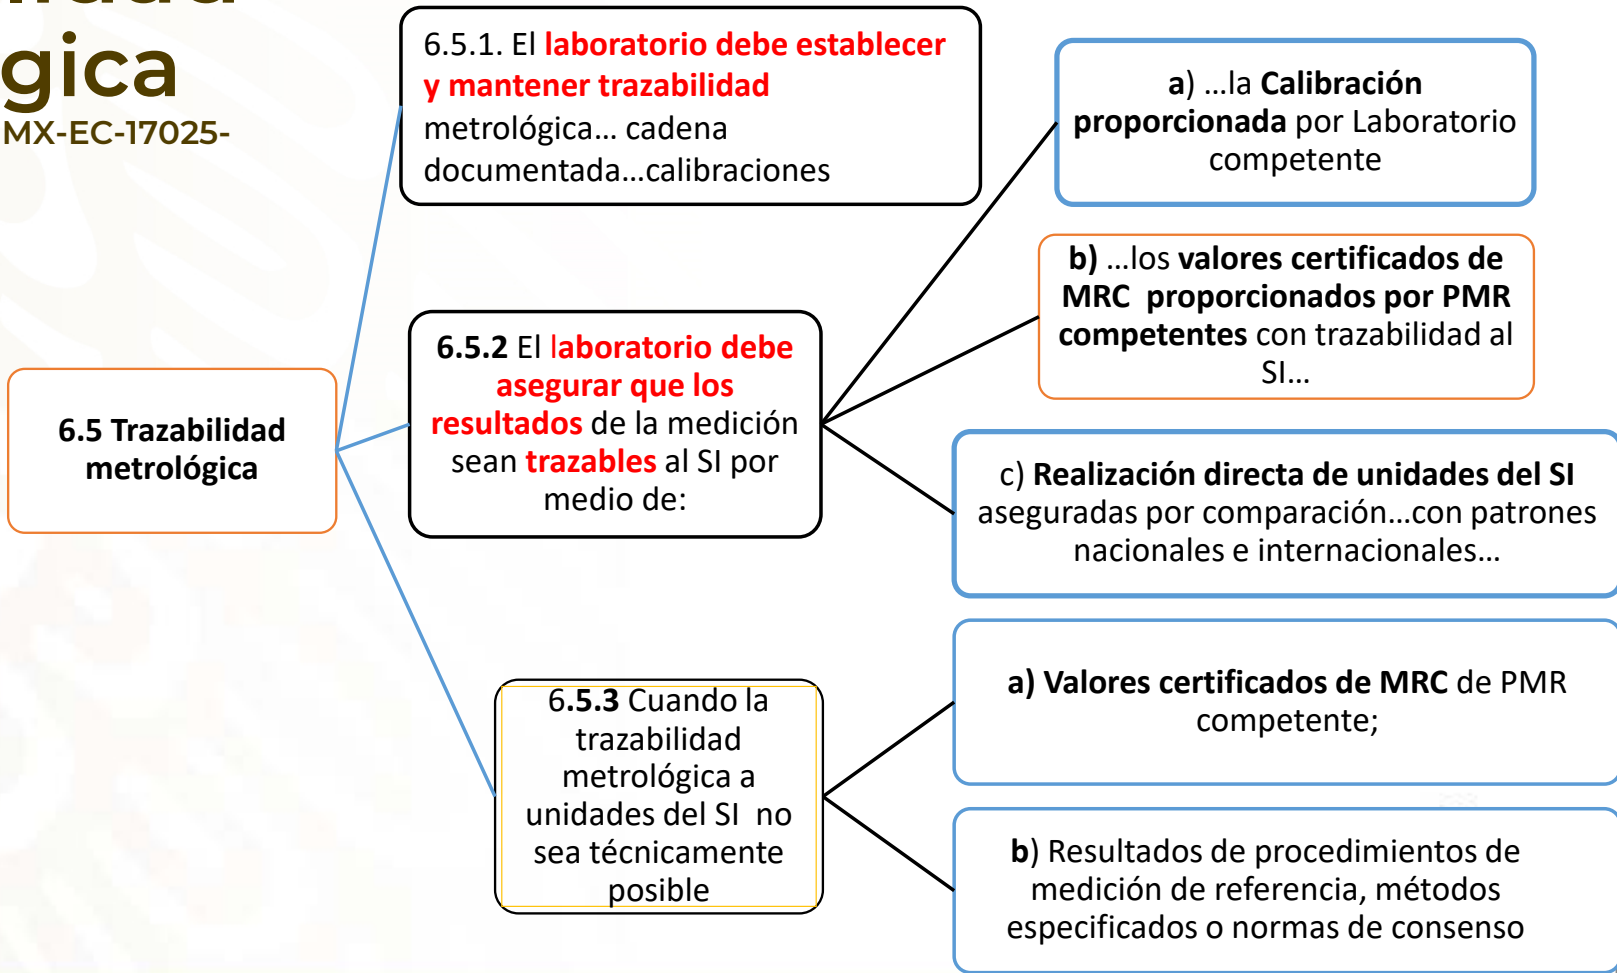 gica
MX-EC-17025-
6.5 Trazabilidad
metrológica
6.5.1. El laboratorio debe establecer
y mantener trazabilidad
metrológica... cadena
documentada...calibraciones
6.5.2 El laboratorio debe
asegurar que los
resultados de la medición
sean trazables al SI por
medio de:
a) ...la Calibración
proporcionada por Laboratorio
competente
b) ...los valores certificados de
MRC proporcionados por PMR
competentes con trazabilidad al
SI...
c) Realización directa de unidades del SI
aseguradas por comparación...con patrones
nacionales e internacionales...
6.5.3 Cuando la
trazabilidad
metrológica a
unidades del SI no
sea técnicamente
posible
a) Valores certificados de MRC de PMR
competente;
b) Resultados de procedimientos de
medición de referencia, métodos
especificados o normas de consenso